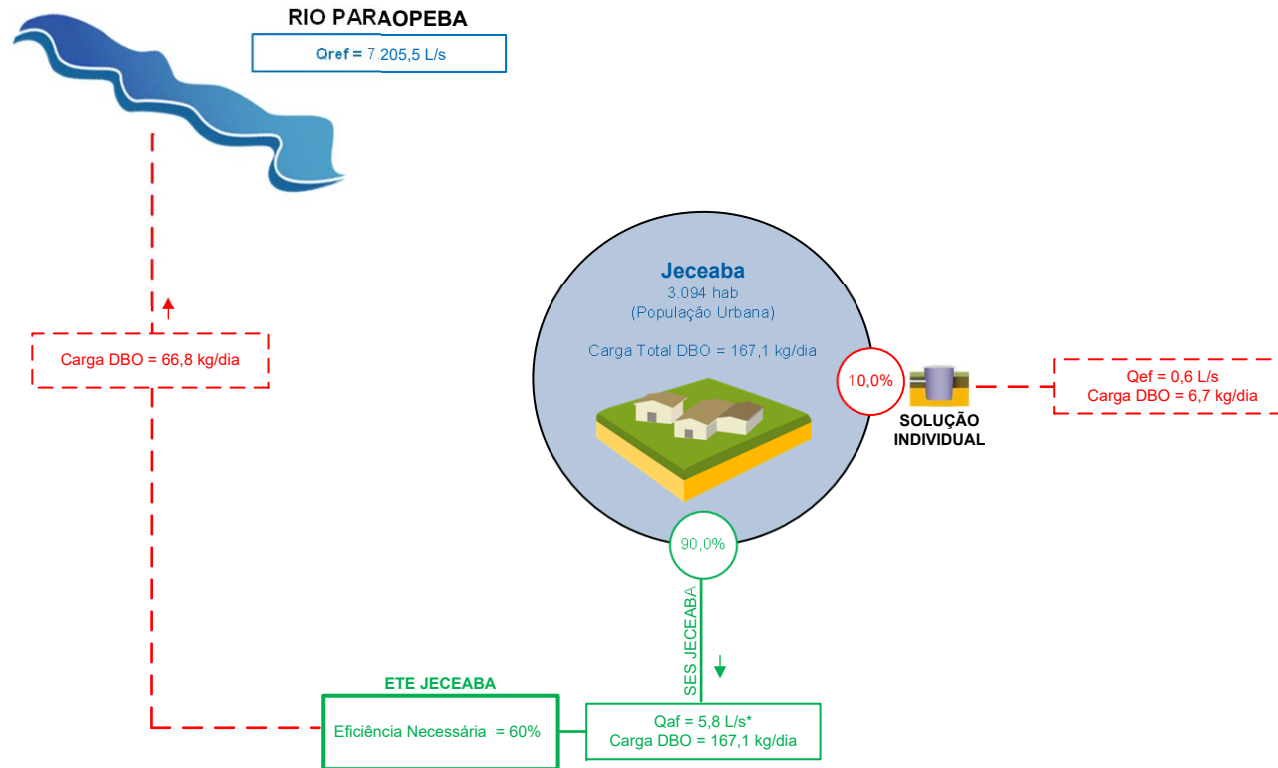 RIO PARAOPEBA
Qref = 7.205,5 L/s
Jeceaba
3.094 hab
(População Urbana)
Carga Total DBO = 167,1 kg/dia
Carga DBO = 66,8 kg/dia
10,0%
SOLUÇÃO
INDIVIDUAL
Qef = 0,6 L/s
Carga DBO = 6,7 kg/dia
90,0%
SES JECEABA
ETE JECEABA
Eficiência Necessária = 60%
Qaf = 5,8 L/s*
Carga DBO = 167,1 kg/dia